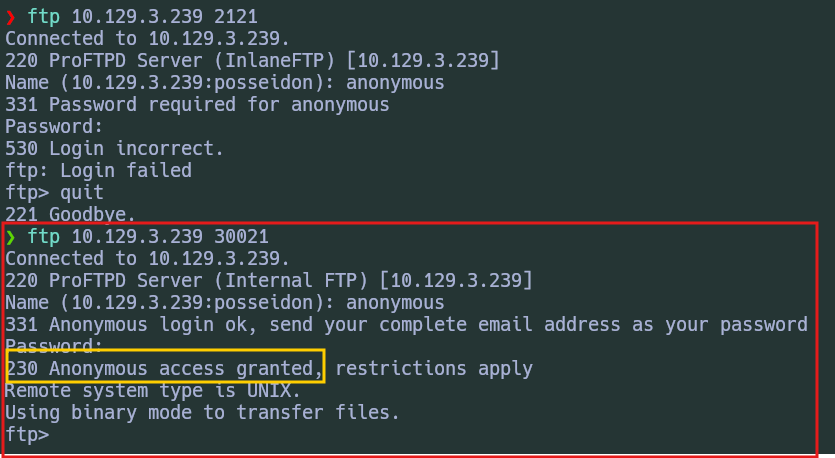 ❯ ftp 10.129.3.239 2121
Connected to 10.129.3.239.
220 ProFTPD Server (InlaneFTP) [10.129.3.239]
Name (10.129.3.239:posseidon): anonymous
331 Password required for anonymous
Password:
530 Login incorrect.
ftp: Login failed
ftp> quit
221 Goodbye.
❯ ftp 10.129.3.239 30021
Connected to 10.129.3.239.
220 ProFTPD Server (Internal FTP) [10.129.3.239]
Name (10.129.3.239:posseidon): anonymous
331 Anonymous login ok, send your complete email address as your password
Password:
230 Anonymous access granted, restrictions apply
Remote system type is UNIX.
Using binary mode to transfer files.
ftp>